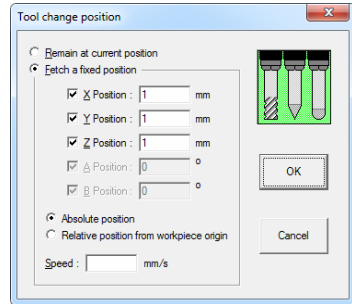 Tool change position
Remain at current position
Fetch a fixed position
X Position : 1 mm
Y Position : 1 mm
Z Position : 1 mm
A Position : 0 °
B Position : 0 °
Absolute position
Relative position from workpiece origin
Speed : mm/s
OK
Cancel